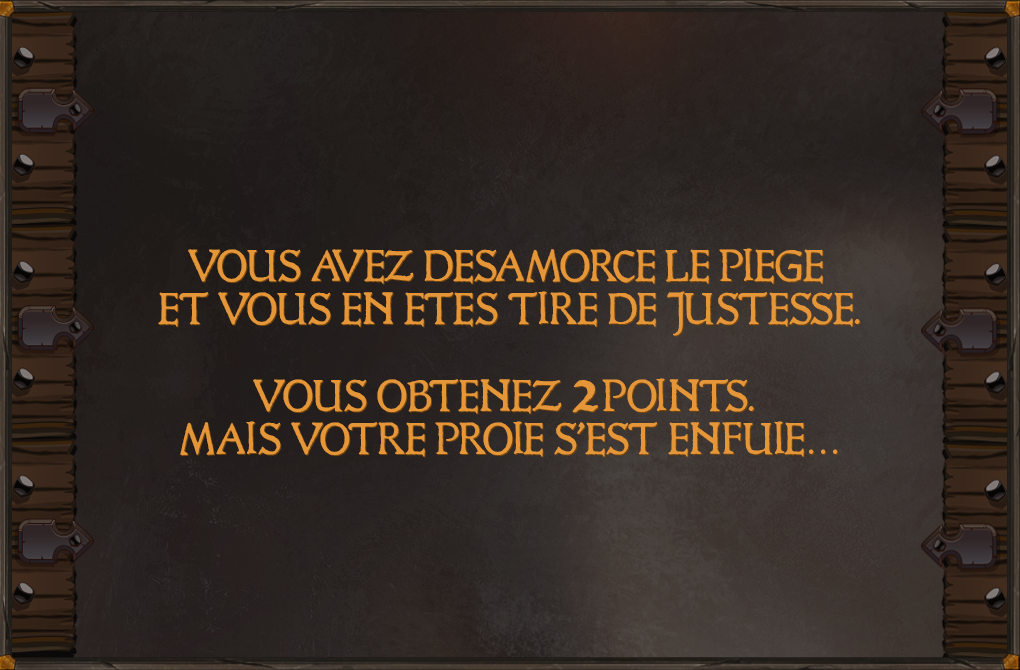 VOUS AVEZ DESAMORCE LE PIEGE
ET VOUS EN ETES TIRE DE JUSTESSE.
VOUS OBTENEZ 2 POINTS.
MAIS VOTRE PROIE S'EST ENFUIE...